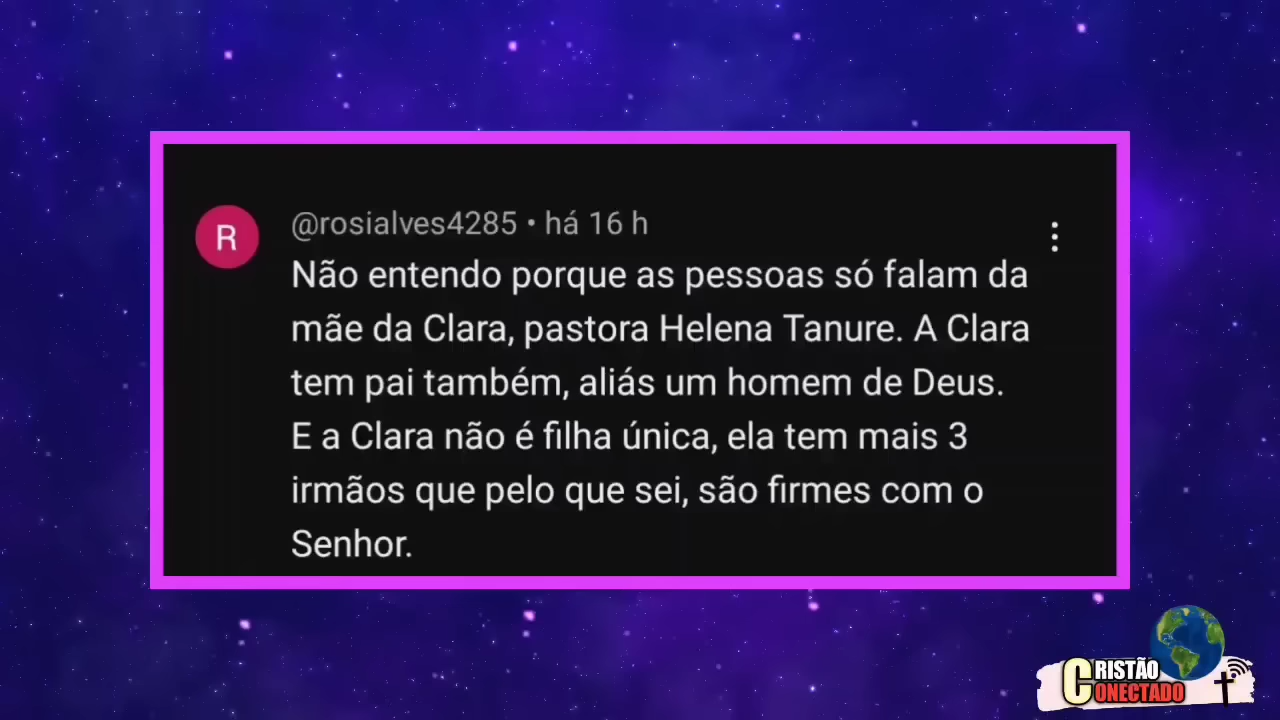 R
@rosialves4285 • há 16 h
Não entendo porque as pessoas só falam da
mãe da Clara, pastora Helena Tanure. A Clara
tem pai também, aliás um homem de Deus.
E a Clara não é filha única, ela tem mais 3
irmãos que pelo que sei, são firmes com o
Senhor.
CRISTÃO
CONECTADO